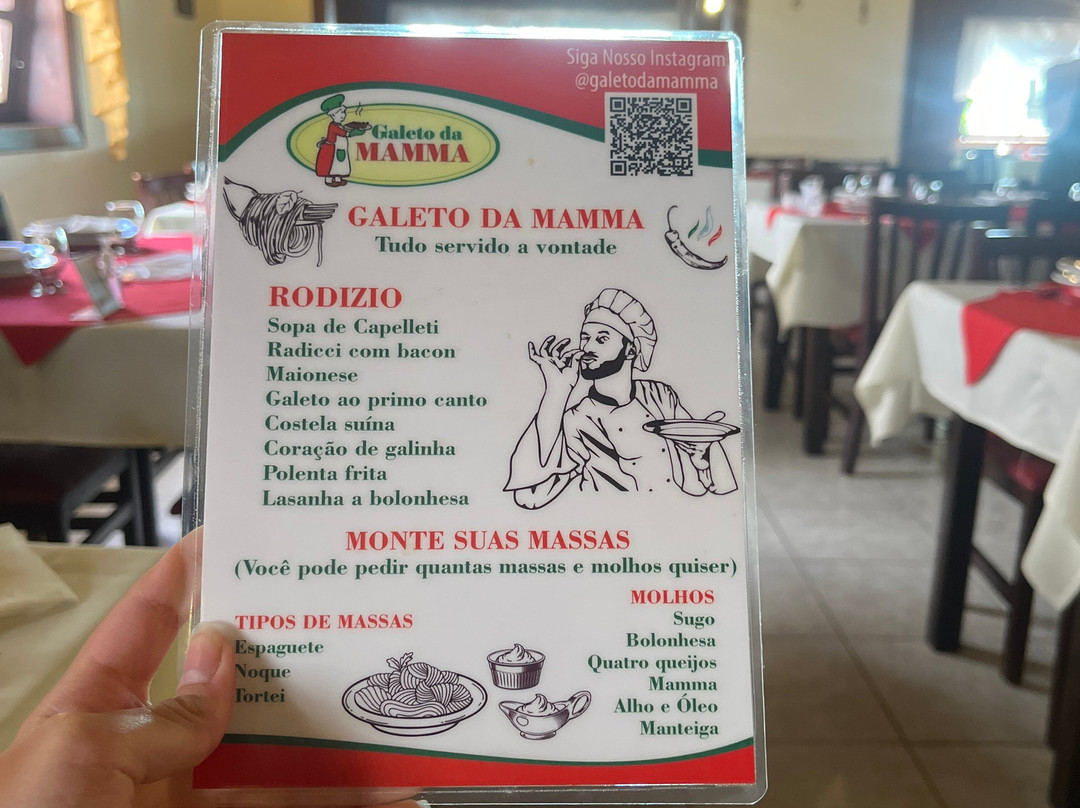 Siga Nosso Instagram
@galetodamamma
Galeto da
MAMMA
GALETO DA MAMMA
Tudo servido a vontade
RODIZIO
Sopa de Capelleti
Radicci com bacon
Maionese
Galeto ao primo canto
Costela suína
Coração de galinha
Polenta frita
Lasanha a bolonhesa
MONTE SUAS MASSAS
(Você pode pedir quantas massas e molhos quiser)
TIPOS DE MASSAS
Espaguete
Noque
Tortei
MOLHOS
Sugo
Bolonhesa
Quatro queijos
Mamma
Alho e Óleo
Manteiga